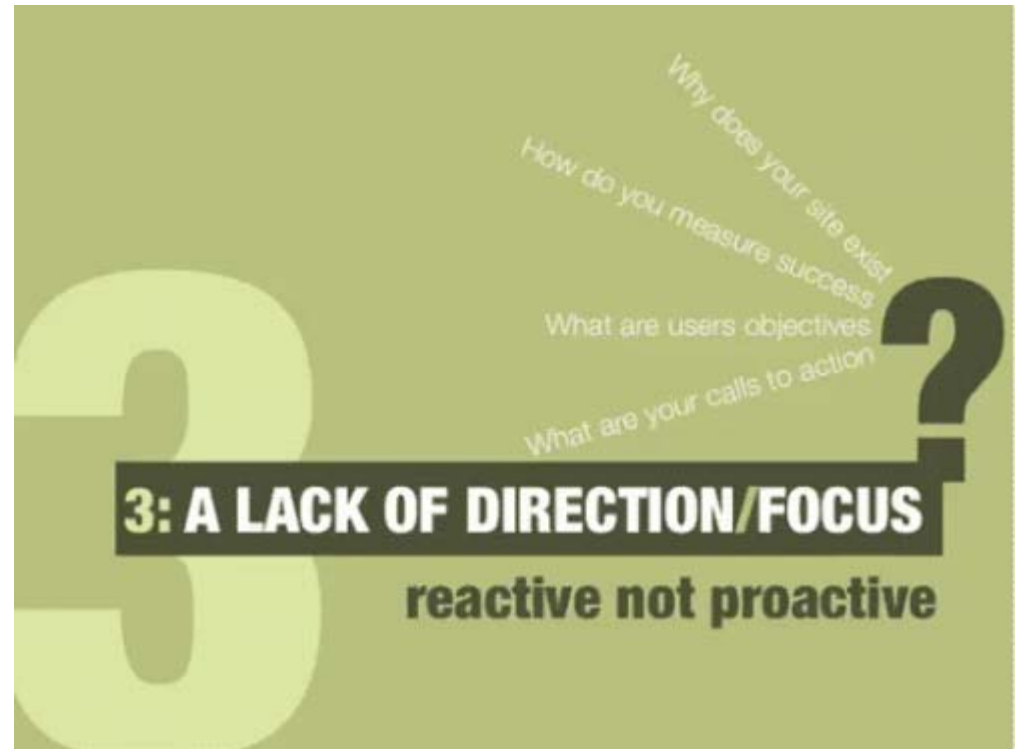 Why does your site exist
How do you measure success
What are users objectives
What are your calls to action
?
3
3: A LACK OF DIRECTION/FOCUS
reactive not proactive